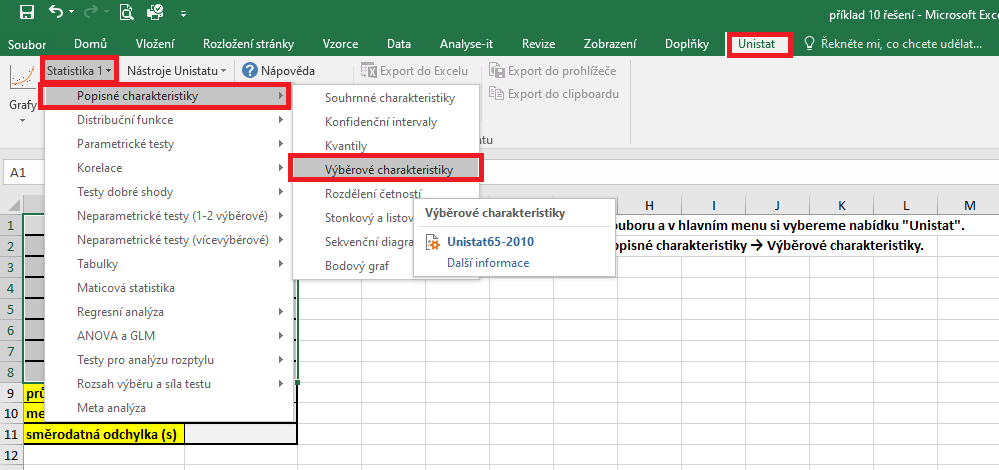 příklad 10 řešení - Microsoft Exce
Soubor Domů Vložení Rozložení stránky Vzorce Data Analyse-it Revize Zobrazení Doplňky Unistat Řekněte mi, co chcete udělat...
Grafy
Statistika 1 Nástroje Unistatu Nápověda
Export do Excelu
Export do prohlížeče
Export do clipboardu
tu
Popisné charakteristiky
Distribuční funkce
Parametrické testy
Korelace
Testy dobré shody
Neparametrické testy (1-2 výběrové)
Neparametrické testy (vícevýběrové)
Tabulky
Maticová statistika
Regresní analýza
ANOVA a GLM
Testy pro analýzu rozptylu
Rozsah výběru a síla testu
Meta analýza
Souhrnné charakteristiky
Konfidenční intervaly
Kvantily
Výběrové charakteristiky
Rozdělení četností
Stonkový a listov
Sekvenční diagra
Bodový graf
Výběrové charakteristiky
Unistat65-2010
Další informace
A1
H I J K L M
1 ouboru a v hlavním menu si vybereme nabídku "Unistat".
2 opisné charakteristiky → Výběrové charakteristiky.
3
4
5
6
7
8
9 prů
10 me
11 směrodatná odchylka (s)
12